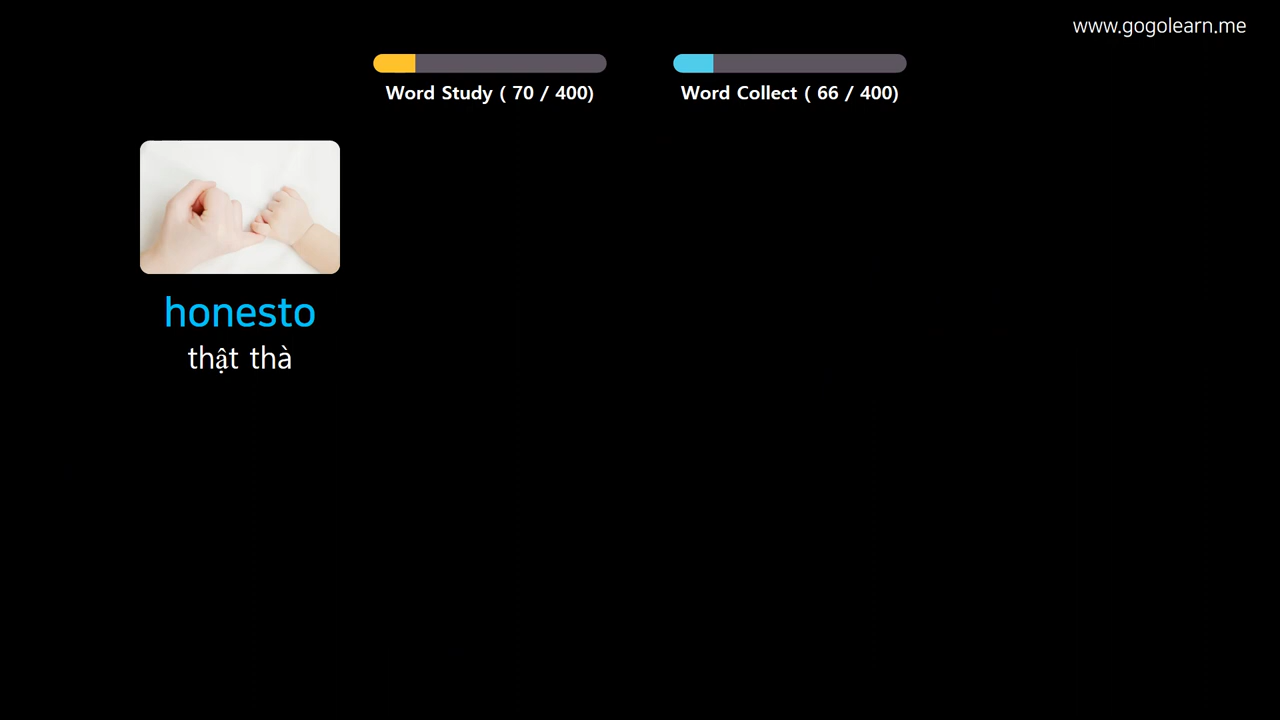 www.gogolearn.me
Word Study ( 70 / 400)
Word Collect ( 66 / 400)
honesto
thật thà